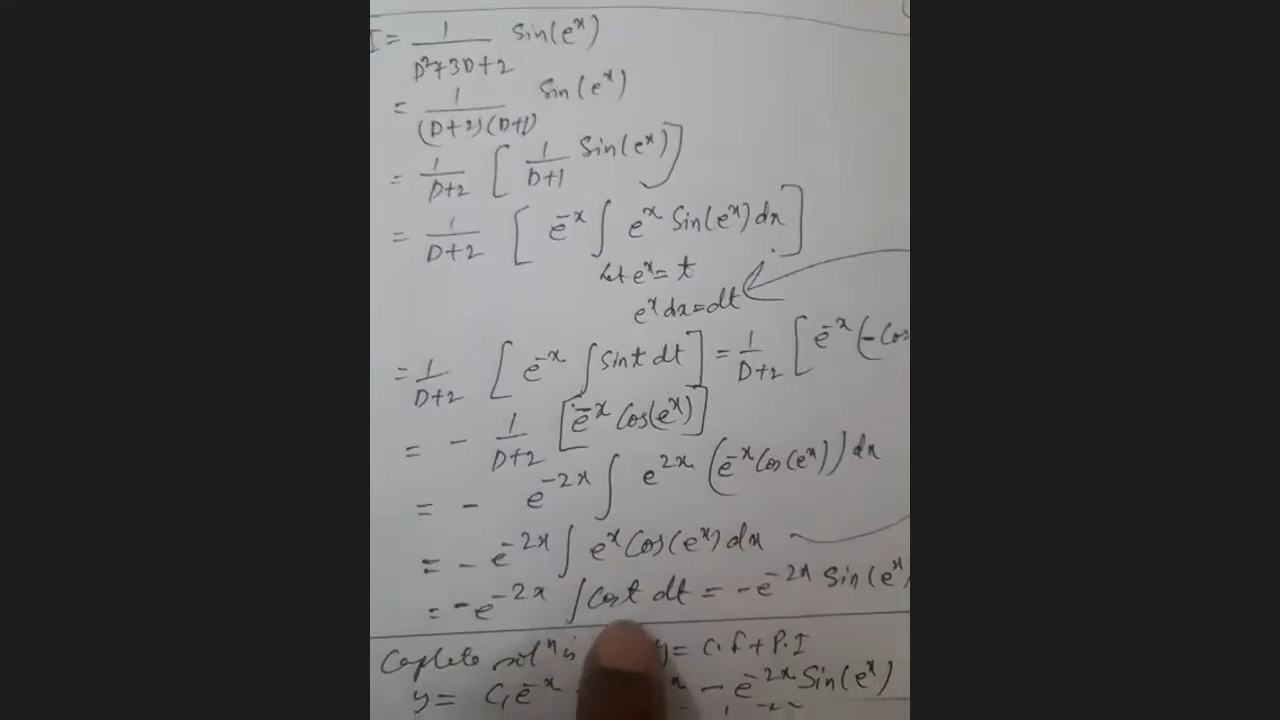 I = 1/(D²+3D+2) Sin(eˣ)
= 1/((D+2)(D+1)) Sin(eˣ)
= 1/(D+2) [ 1/(D+1) Sin(eˣ) ]
= 1/(D+2) [ e⁻ˣ ∫ eˣ Sin(eˣ) dx ]
Let eˣ = t
eˣ dx = dt
= 1/(D+2) [ e⁻ˣ ∫ Sint dt ] = 1/(D+2) [ e⁻ˣ (-Cos
= - 1/(D+2) [ e⁻ˣ Cos(eˣ) ]
= - e⁻²ˣ ∫ e²ˣ (e⁻ˣ Cos(eˣ)) dx
= - e⁻²ˣ ∫ eˣ Cos(eˣ) dx
= - e⁻²ˣ ∫ Cost dt = - e⁻²ˣ Sin(eˣ)
Complete solⁿ is y = C.f + P.I
y = C₁e⁻ˣ ˣ - e⁻²ˣ Sin(eˣ)